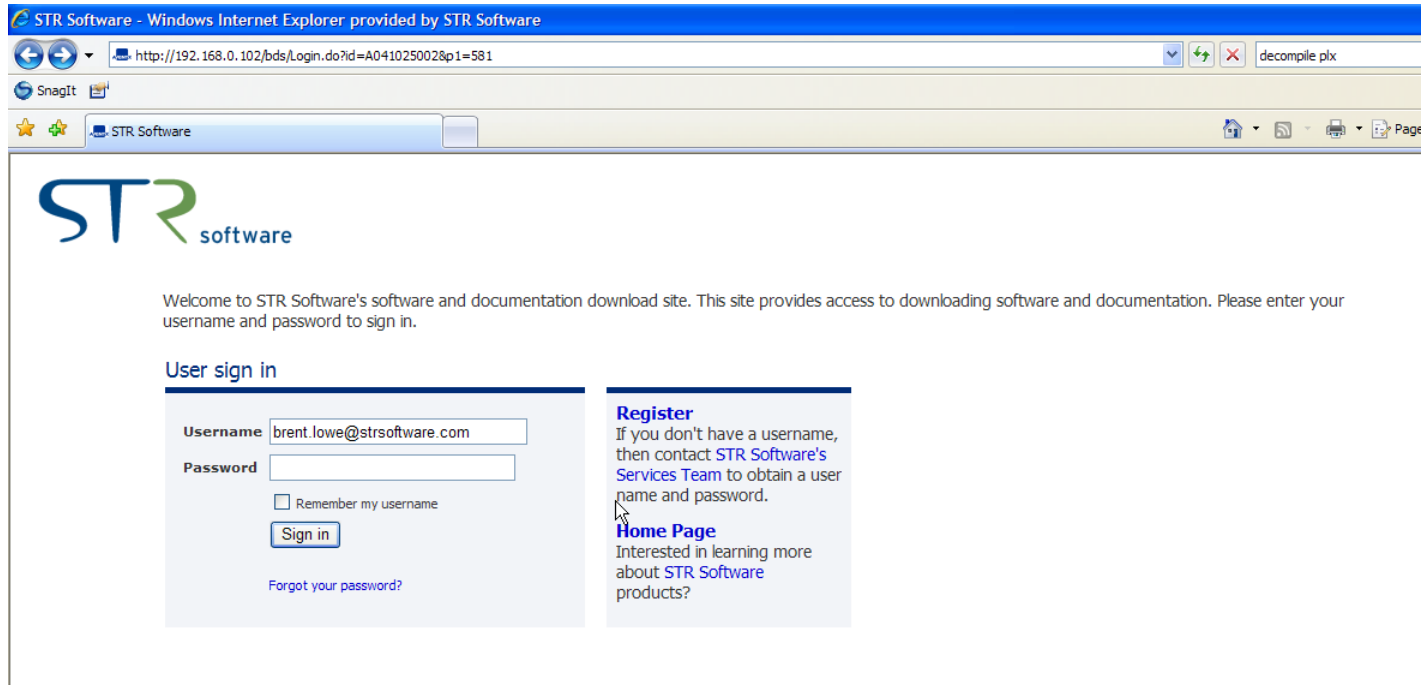 STR Software - Windows Internet Explorer provided by STR Software
http://192.168.0.102/bds/Login.do?id=A041025002&p1=581
decompile plx
SnagIt
STR Software
Page
STR software
Welcome to STR Software's software and documentation download site. This site provides access to downloading software and documentation. Please enter your
username and password to sign in.
User sign in
Username brent.lowe@strsoftware.com
Password
Remember my username
Sign in
Forgot your password?
Register
If you don't have a username,
then contact STR Software's
Services Team to obtain a user
name and password.
Home Page
Interested in learning more
about STR Software
products?